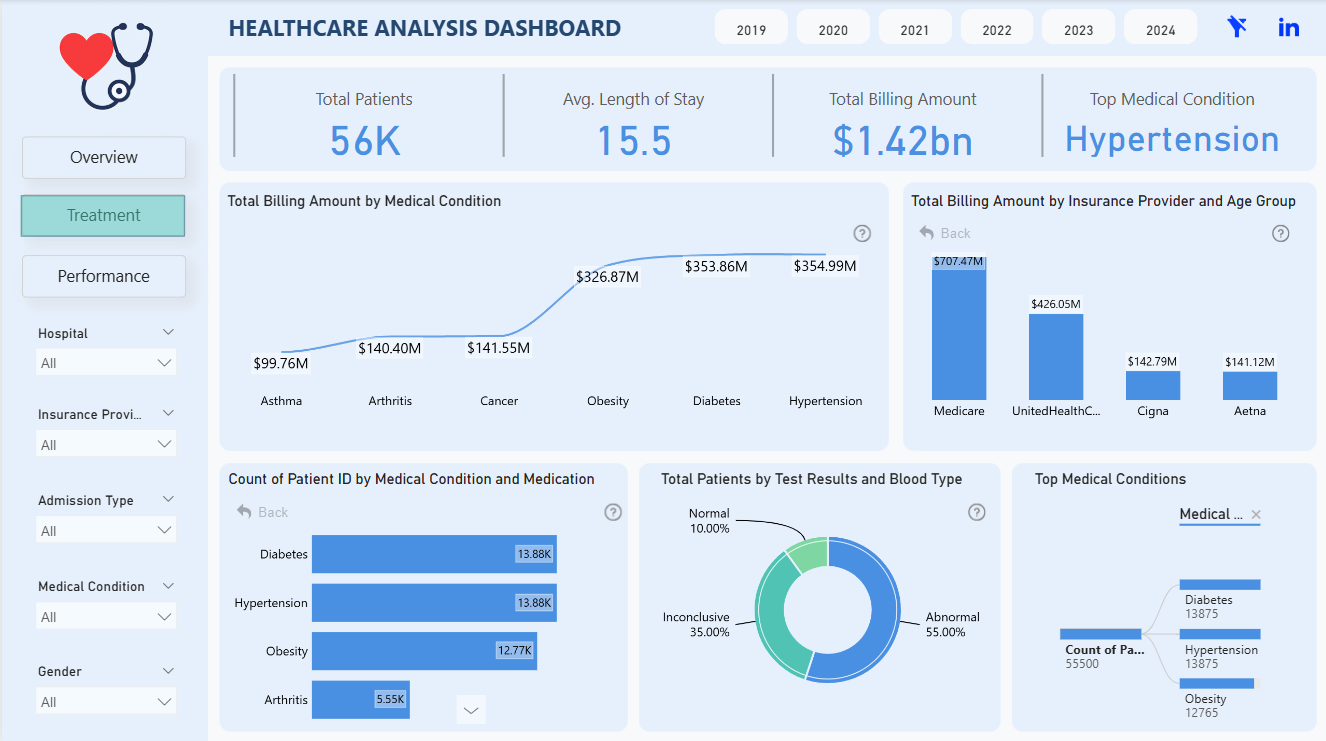 HEALTHCARE ANALYSIS DASHBOARD
2019
2020
2021
2022
2023
2024
in
Overview
Treatment
Performance
Hospital
All
Insurance Provi...
All
Admission Type
All
Medical Condition
All
Gender
All
Total Patients
56K
Avg. Length of Stay
15.5
Total Billing Amount
$1.42bn
Top Medical Condition
Hypertension
Total Billing Amount by Medical Condition
?
$99.76M
$140.40M
$141.55M
$326.87M
$353.86M
$354.99M
Asthma
Arthritis
Cancer
Obesity
Diabetes
Hypertension
Total Billing Amount by Insurance Provider and Age Group
Back
?
$707.47M
$426.05M
$142.79M
$141.12M
Medicare
UnitedHealthC...
Cigna
Aetna
Count of Patient ID by Medical Condition and Medication
Back
?
Diabetes
13.88K
Hypertension
13.88K
Obesity
12.77K
Arthritis
5.55K
Total Patients by Test Results and Blood Type
?
Normal
10.00%
Inconclusive
35.00%
Abnormal
55.00%
Top Medical Conditions
Medical ...
Count of Pa...
55500
Diabetes
13875
Hypertension
13875
Obesity
12765